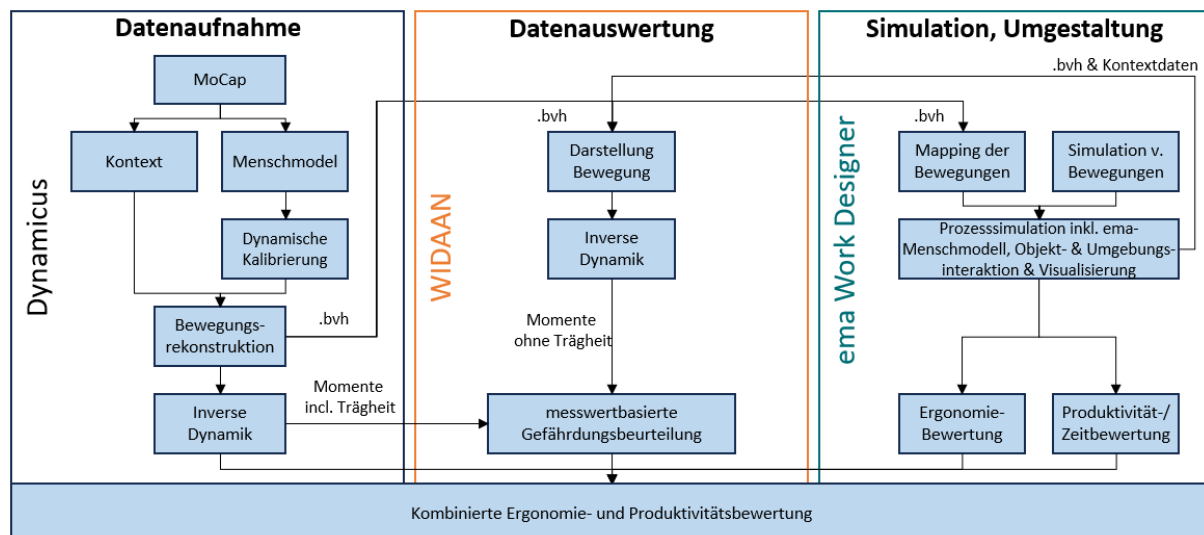 Datenaufnahme
Dynamicus
MoCap
Kontext
Menschmodel
Dynamische
Kalibrierung
Bewegungs-
rekonstruktion
.bvh
Inverse
Dynamik
Momente
incl. Trägheit
Datenauswertung
WIDAAN
.bvh
Darstellung
Bewegung
Inverse
Dynamik
Momente
ohne Trägheit
messwertbasierte
Gefährdungsbeurteilung
Simulation, Umgestaltung
ema Work Designer
.bvh & Kontextdaten
.bvh
Mapping der
Bewegungen
Simulation v.
Bewegungen
Prozesssimulation inkl. ema-
Menschmodell, Objekt- & Umgebungs-
interaktion & Visualisierung
Ergonomie-
Bewertung
Produktivität-/
Zeitbewertung
Kombinierte Ergonomie- und Produktivitätsbewertung